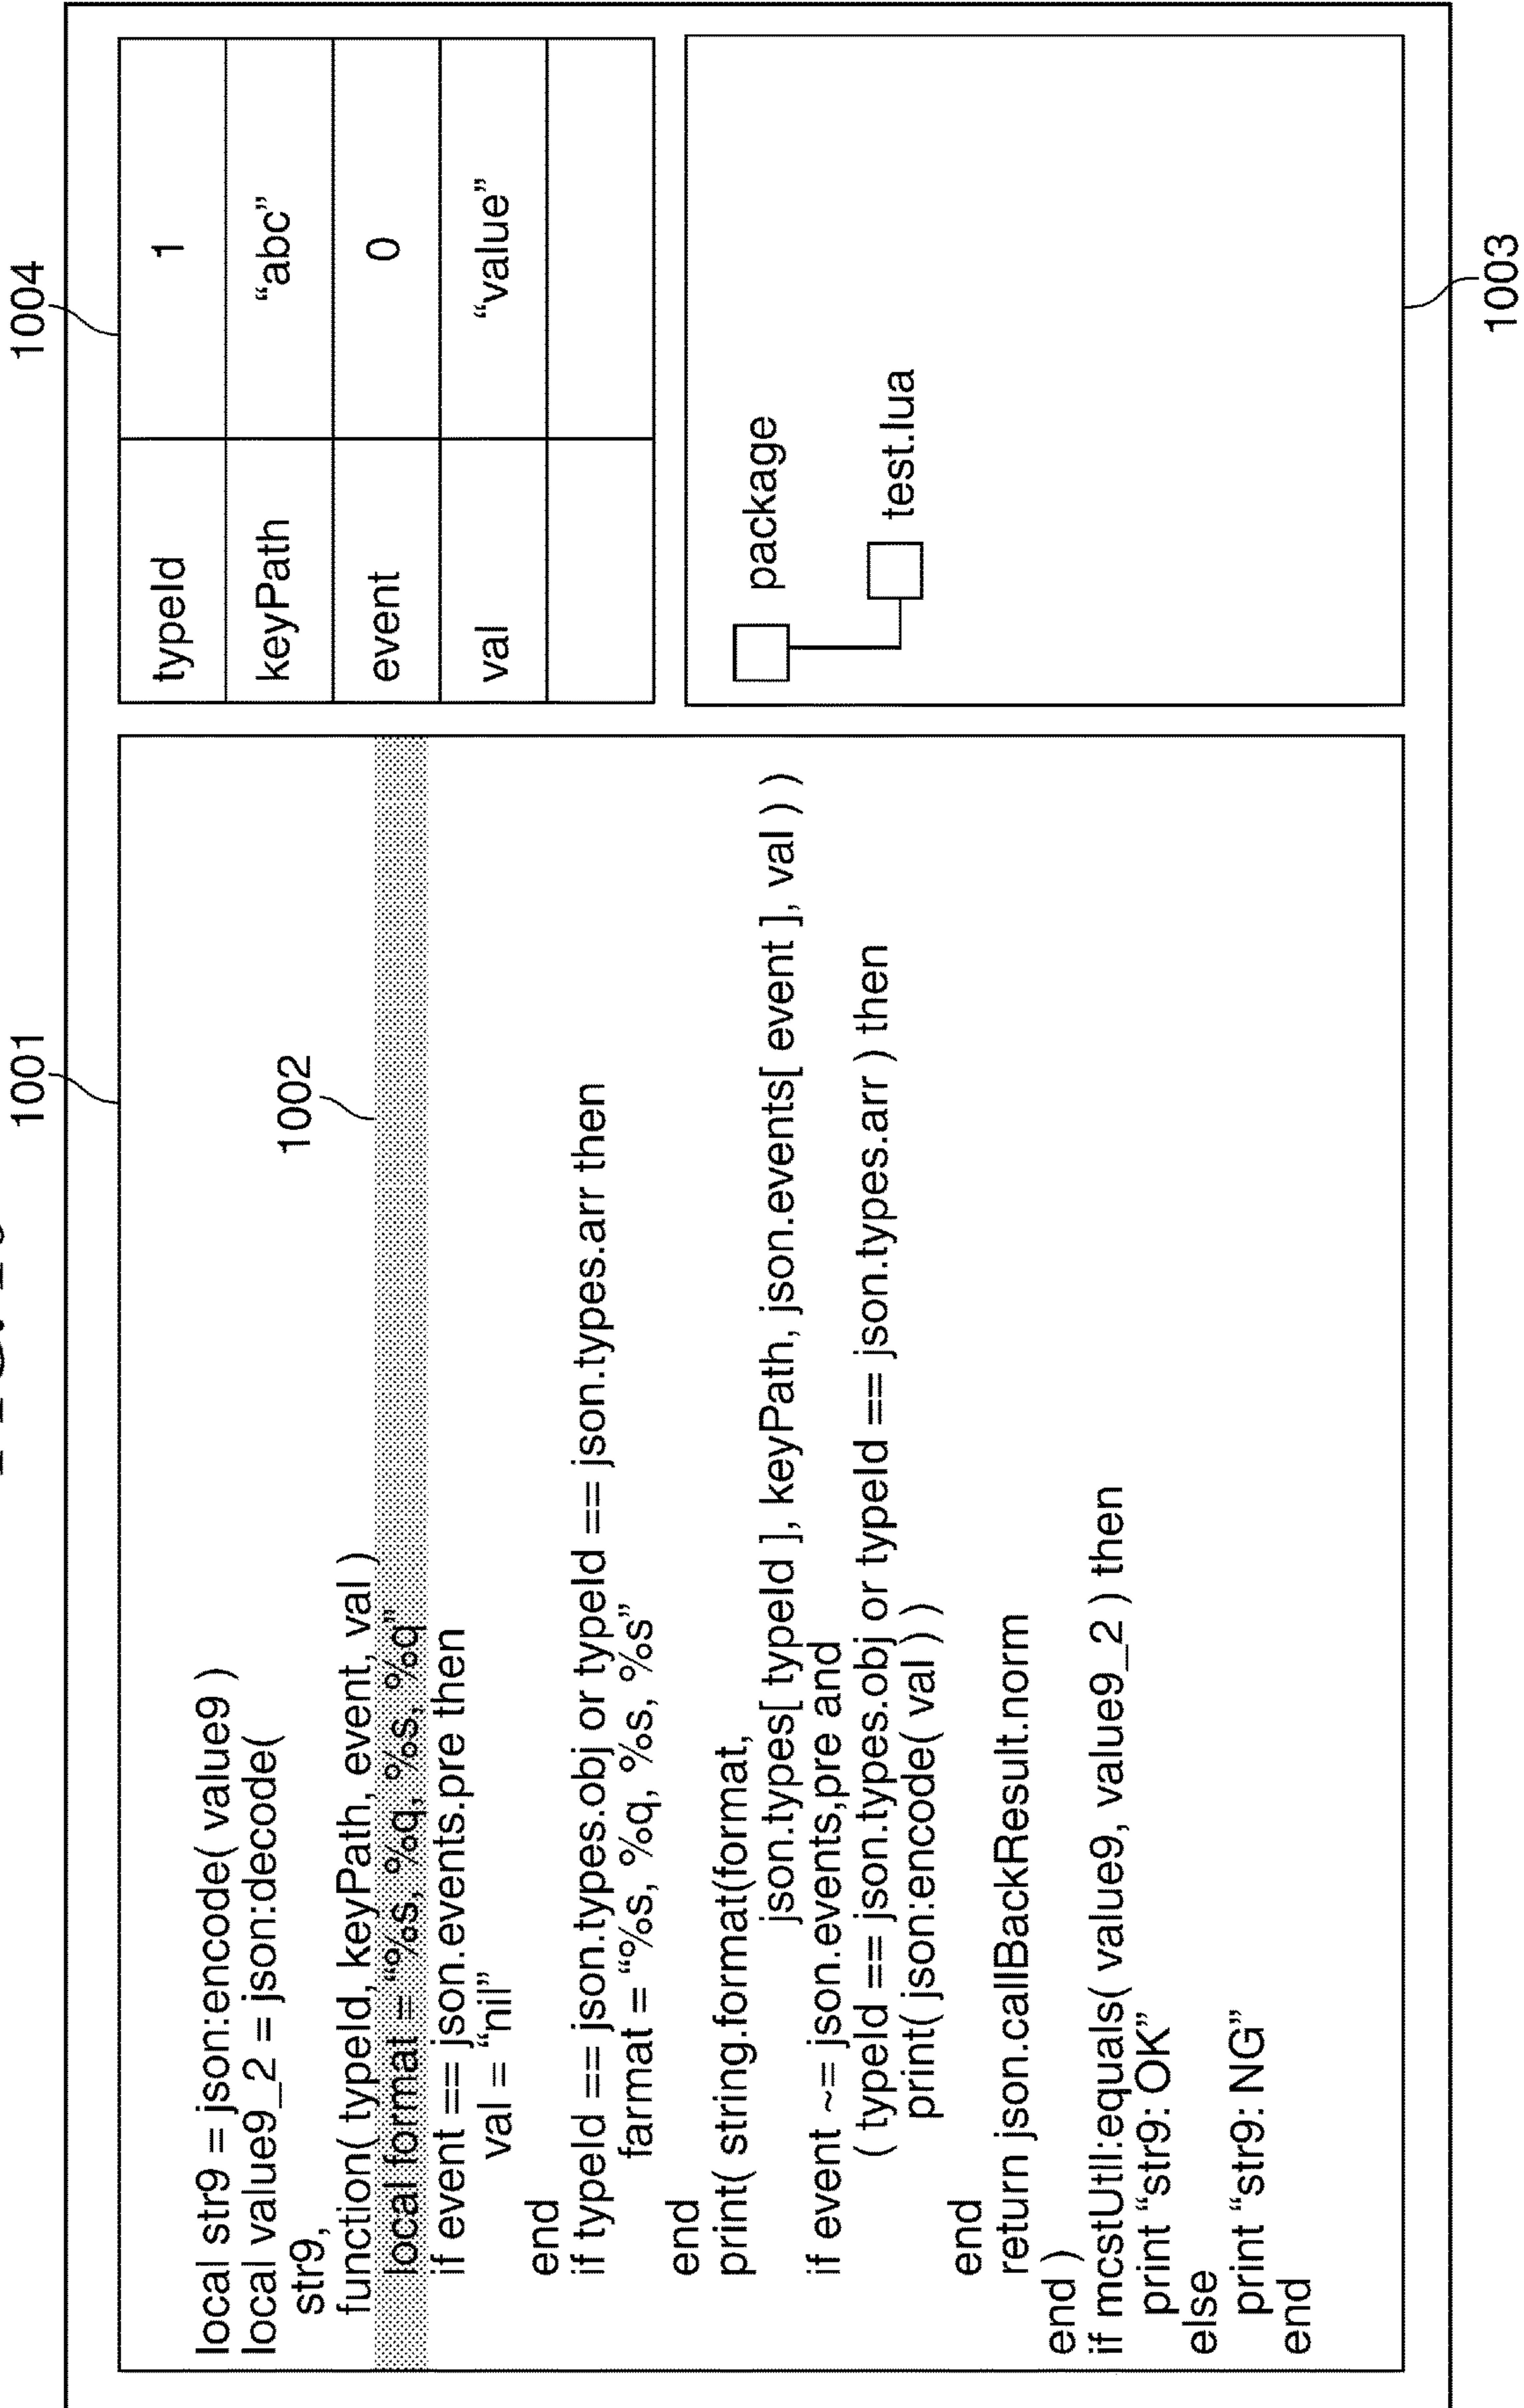 1001
1002
local str9 = json:encode( value9 )
local value9_2 = json:decode(
str9,
function( typeId, keyPath, event, val )
local format = "%s, %q, %s, %q"
if event == json.events.pre then
val = “nil”
end
if typeId == json.types.obj or typeId == json.types.arr then
farmat = “%s, %q, %s, %s”
end
print( string.format(format,
json.types[ typeId ], keyPath, json.events[ event ], val ) )
if event ~= json.events,pre and
( typeId == json.types.obj or typeId == json.types.arr ) then
print( json:encode( val ) )
end
return json.callBackResult.norm
end )
if mcstUtil:equals( value9, value9_2 ) then
print “str9: OK”
else
print “str9: NG”
end
1004
typeId 1
keyPath “abc”
event 0
val “value”
package
test.lua
1003